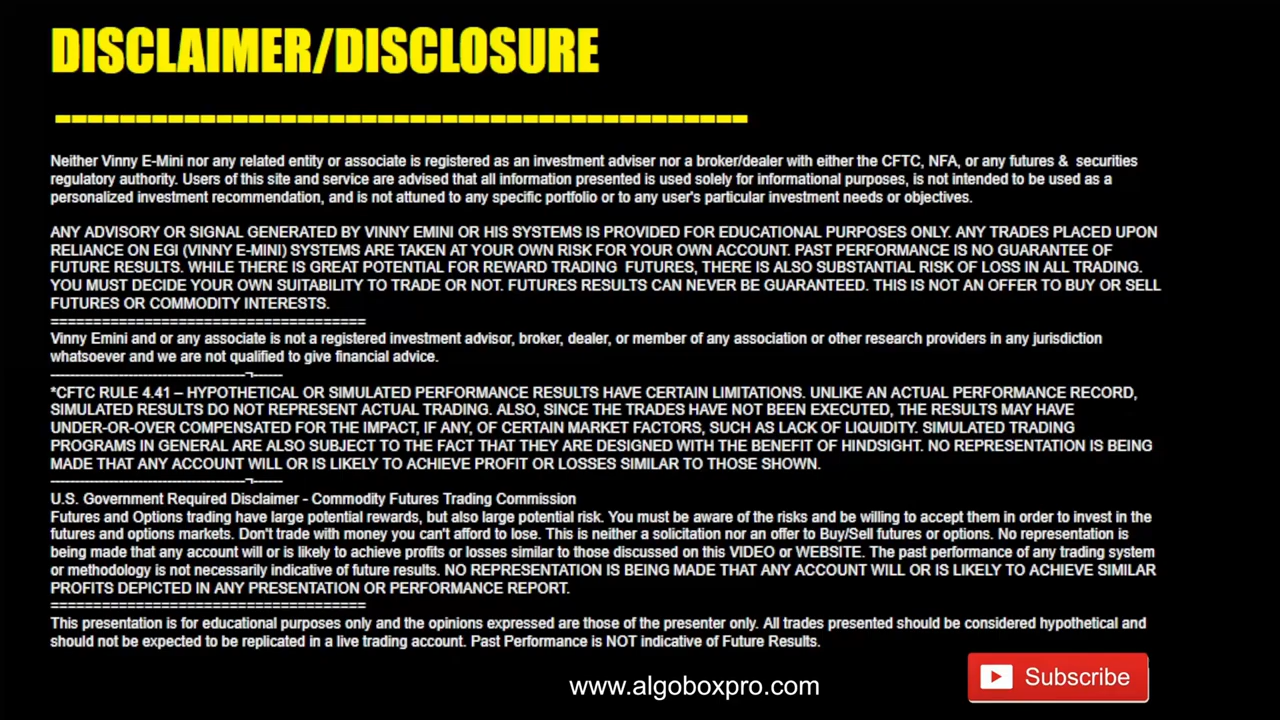 DISCLAIMER/DISCLOSURE
Neither Vinny E-Mini nor any related entity or associate is registered as an investment adviser nor a broker/dealer with either the CFTC, NFA, or any futures & securities
regulatory authority. Users of this site and service are advised that all information presented is used solely for informational purposes, is not intended to be used as a
personalized investment recommendation, and is not attuned to any specific portfolio or to any user's particular investment needs or objectives.
ANY ADVISORY OR SIGNAL GENERATED BY VINNY EMINI OR HIS SYSTEMS IS PROVIDED FOR EDUCATIONAL PURPOSES ONLY. ANY TRADES PLACED UPON
RELIANCE ON EGI (VINNY E-MINI) SYSTEMS ARE TAKEN AT YOUR OWN RISK FOR YOUR OWN ACCOUNT. PAST PERFORMANCE IS NO GUARANTEE OF
FUTURE RESULTS. WHILE THERE IS GREAT POTENTIAL FOR REWARD TRADING FUTURES, THERE IS ALSO SUBSTANTIAL RISK OF LOSS IN ALL TRADING.
YOU MUST DECIDE YOUR OWN SUITABILITY TO TRADE OR NOT. FUTURES RESULTS CAN NEVER BE GUARANTEED. THIS IS NOT AN OFFER TO BUY OR SELL
FUTURES OR COMMODITY INTERESTS.
=====================================
Vinny Emini and or any associate is not a registered investment advisor, broker, dealer, or member of any association or other research providers in any jurisdiction
whatsoever and we are not qualified to give financial advice.
----------------------------------------¬------
*CFTC RULE 4.41 – HYPOTHETICAL OR SIMULATED PERFORMANCE RESULTS HAVE CERTAIN LIMITATIONS. UNLIKE AN ACTUAL PERFORMANCE RECORD,
SIMULATED RESULTS DO NOT REPRESENT ACTUAL TRADING. ALSO, SINCE THE TRADES HAVE NOT BEEN EXECUTED, THE RESULTS MAY HAVE
UNDER-OR-OVER COMPENSATED FOR THE IMPACT, IF ANY, OF CERTAIN MARKET FACTORS, SUCH AS LACK OF LIQUIDITY. SIMULATED TRADING
PROGRAMS IN GENERAL ARE ALSO SUBJECT TO THE FACT THAT THEY ARE DESIGNED WITH THE BENEFIT OF HINDSIGHT. NO REPRESENTATION IS BEING
MADE THAT ANY ACCOUNT WILL OR IS LIKELY TO ACHIEVE PROFIT OR LOSSES SIMILAR TO THOSE SHOWN.
----------------------------------------¬------
U.S. Government Required Disclaimer - Commodity Futures Trading Commission
Futures and Options trading have large potential rewards, but also large potential risk. You must be aware of the risks and be willing to accept them in order to invest in the
futures and options markets. Don't trade with money you can't afford to lose. This is neither a solicitation nor an offer to Buy/Sell futures or options. No representation is
being made that any account will or is likely to achieve profits or losses similar to those discussed on this VIDEO or WEBSITE. The past performance of any trading system
or methodology is not necessarily indicative of future results. NO REPRESENTATION IS BEING MADE THAT ANY ACCOUNT WILL OR IS LIKELY TO ACHIEVE SIMILAR
PROFITS DEPICTED IN ANY PRESENTATION OR PERFORMANCE REPORT.
=====================================
This presentation is for educational purposes only and the opinions expressed are those of the presenter only. All trades presented should be considered hypothetical and
should not be expected to be replicated in a live trading account. Past Performance is NOT indicative of Future Results.
www.algoboxpro.com
Subscribe